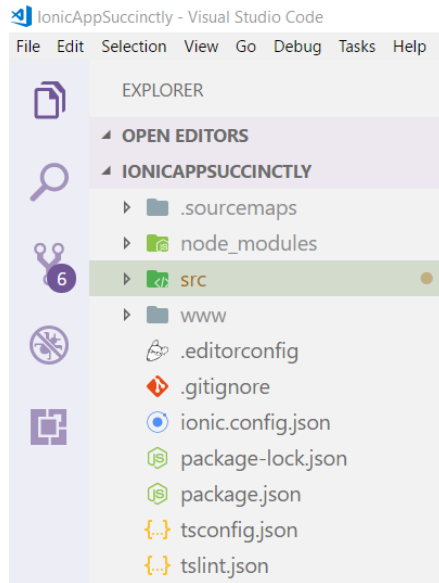 IonicAppSuccinctly - Visual Studio Code
File Edit Selection View Go Debug Tasks Help
EXPLORER
OPEN EDITORS
IONICAPPSUCCINCTLY
.sourcemaps
node_modules
src
www
6
.editorconfig
.gitignore
ionic.config.json
package-lock.json
package.json
tsconfig.json
tslint.json